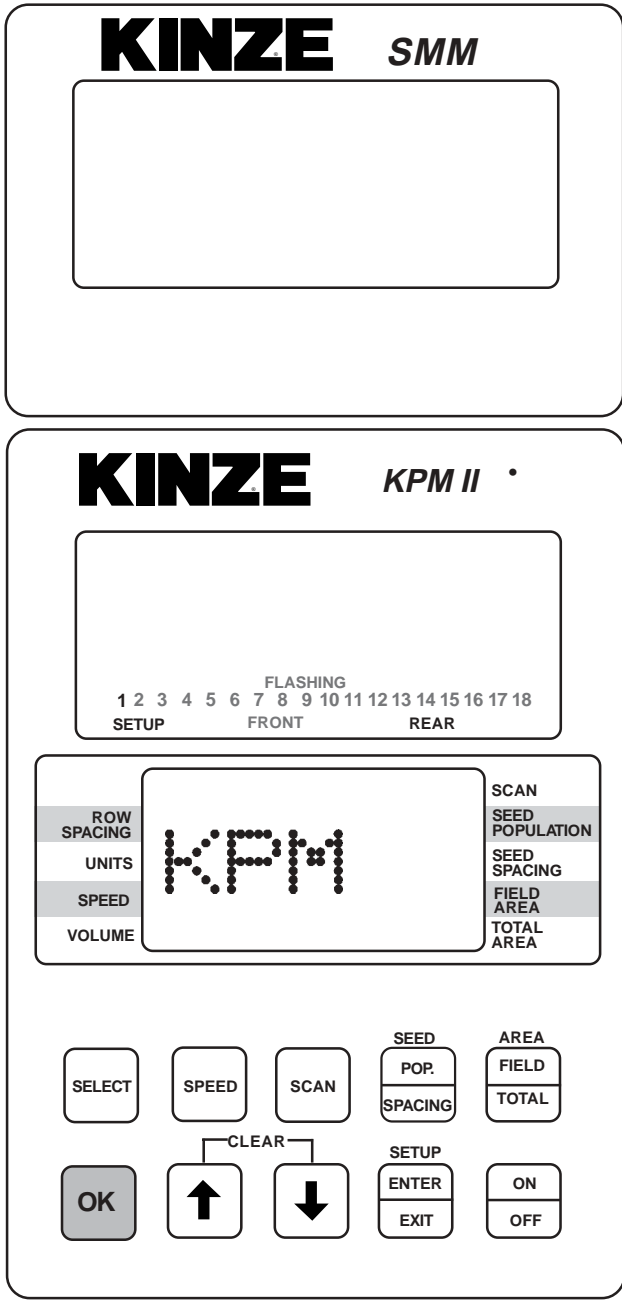 KINZE SMM
KINZE KPM II
FLASHING
1 2 3 4 5 6 7 8 9 10 11 12 13 14 15 16 17 18
SETUP FRONT REAR
SCAN
ROW
SPACING
SEED
POPULATION
UNITS
SEED
SPACING
SPEED
FIELD
AREA
VOLUME
TOTAL
AREA
KPM
SEED AREA
SELECT SPEED SCAN POP. FIELD
SPACING TOTAL
CLEAR SETUP
OK ENTER ON
EXIT OFF